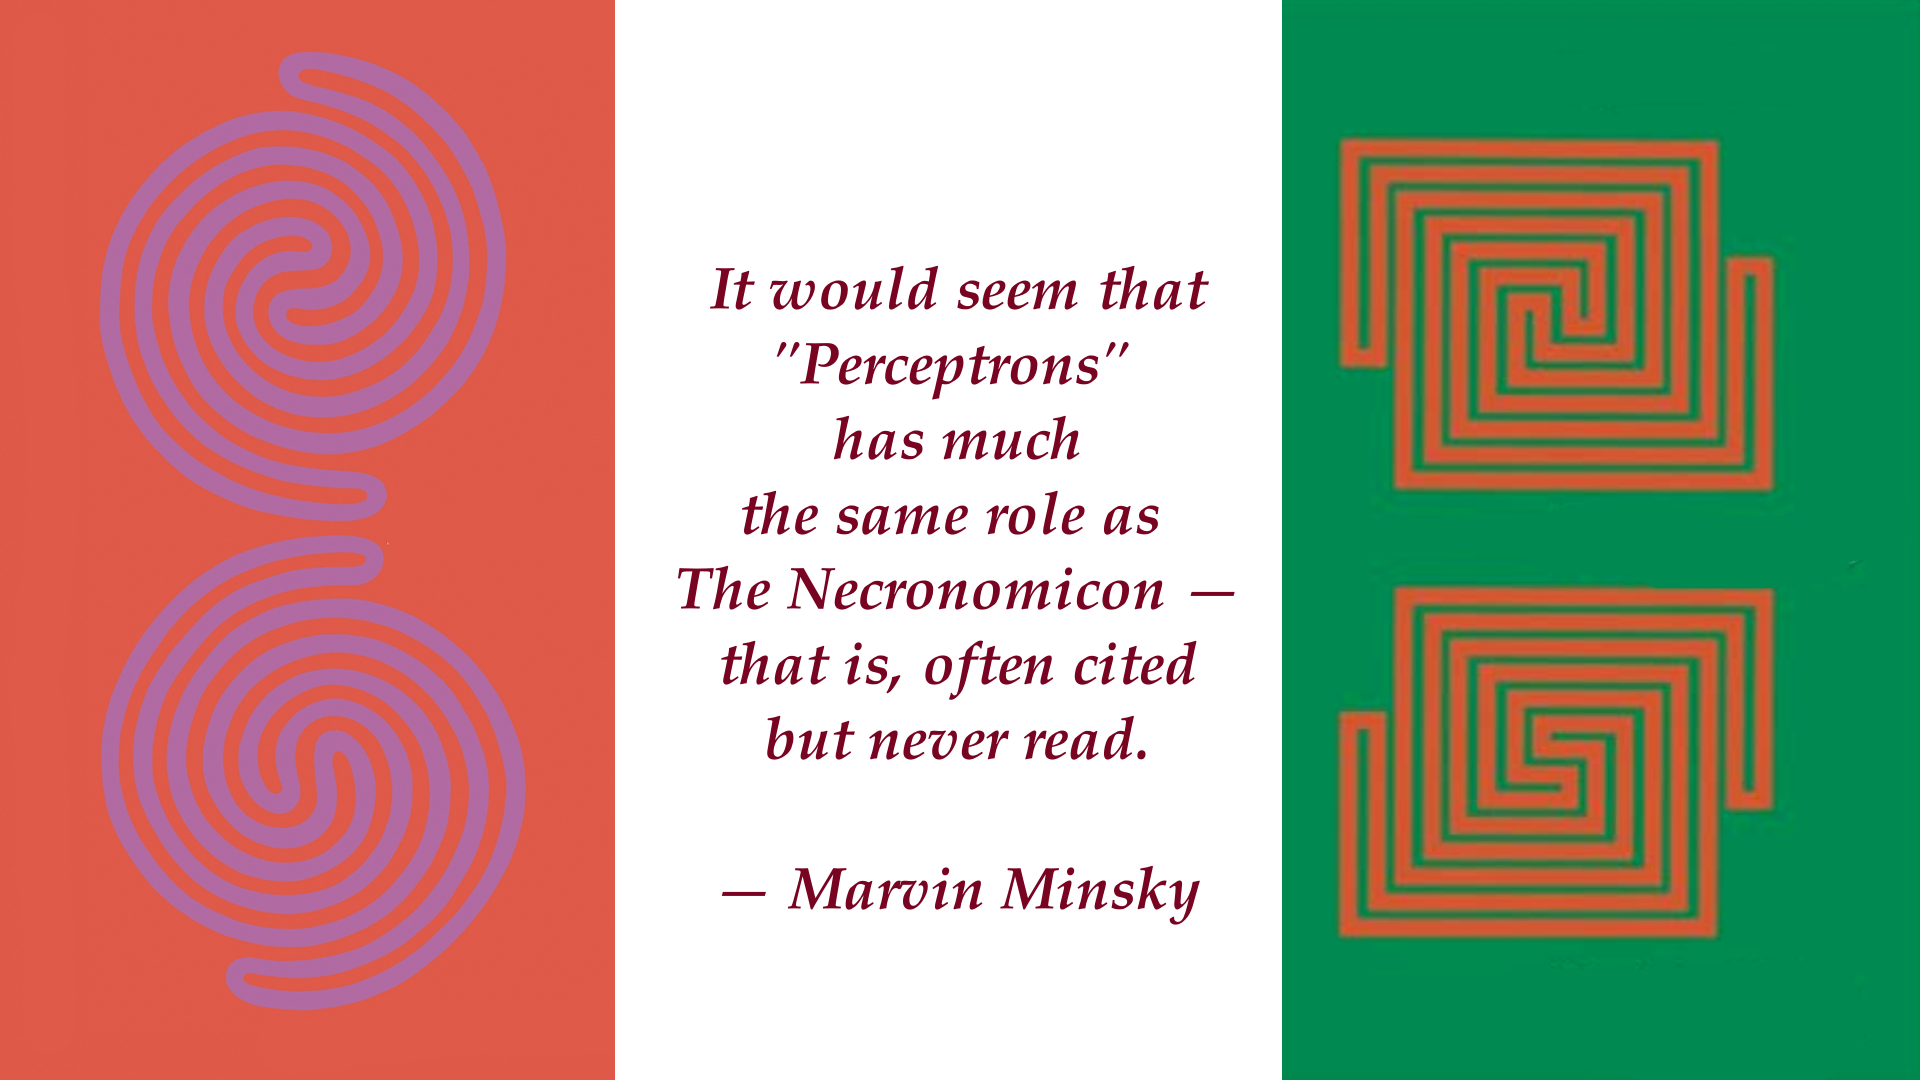 It would seem that
"Perceptrons"
has much
the same role as
The Necronomicon —
that is, often cited
but never read.
— Marvin Minsky